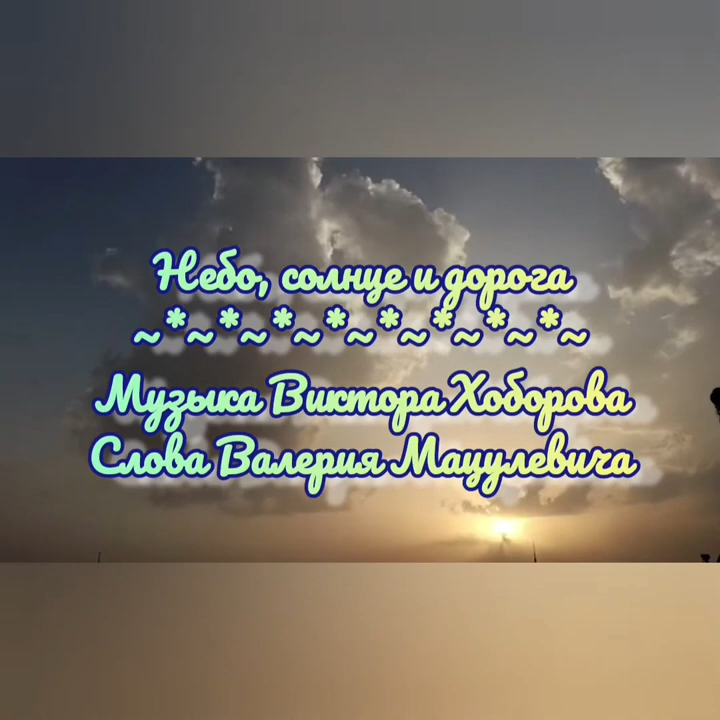 Небо, солнце и дорога
~*~*~*~*~*~*~*~*~
Музыка Виктора Хоборова
Слова Валерия Мацулевича